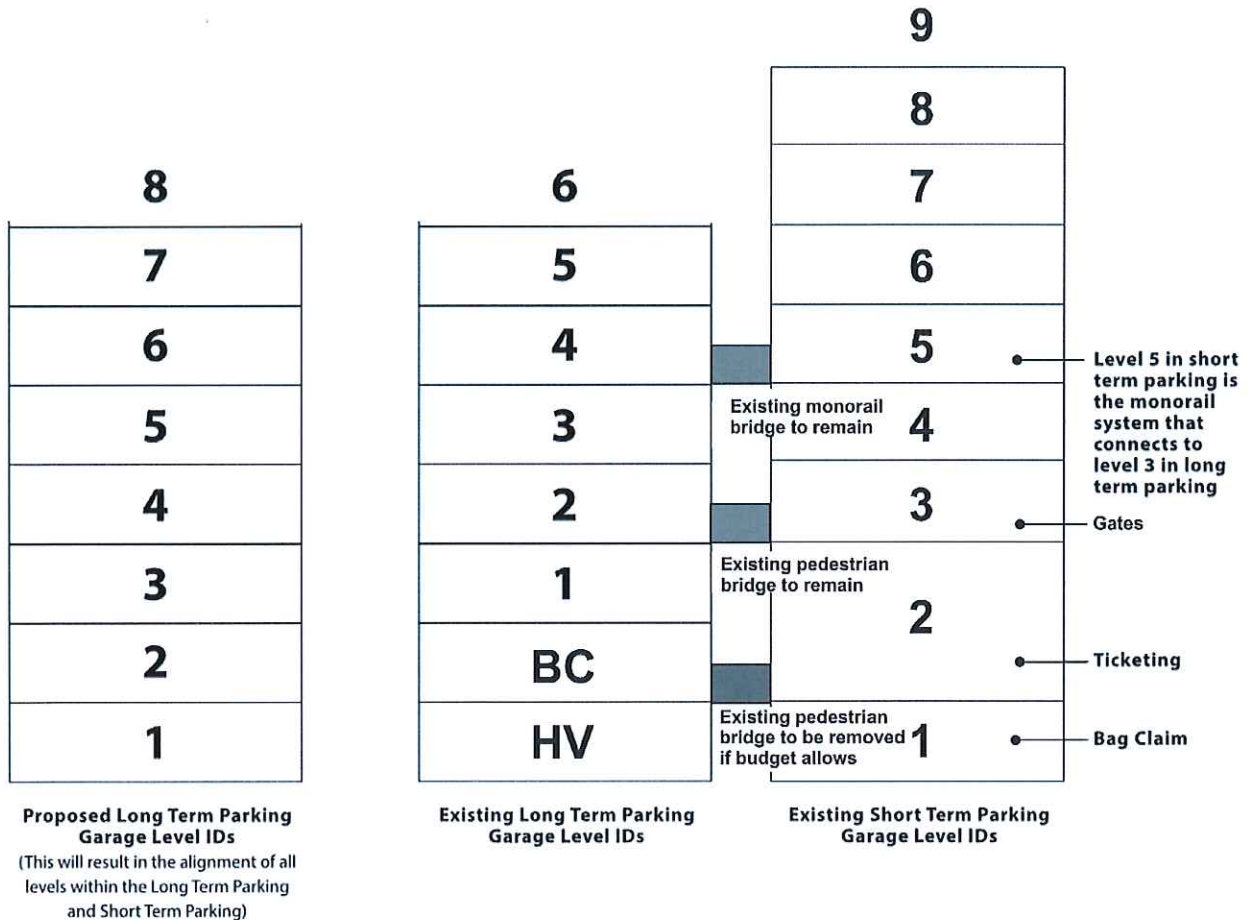 8
7
6
5
4
3
2
1
Proposed Long Term Parking
Garage Level IDs
(This will result in the alignment of all
levels within the Long Term Parking
and Short Term Parking)
6
5
4
3
2
1
BC
HV
Existing Long Term Parking
Garage Level IDs
Existing monorail
bridge to remain
Existing pedestrian
bridge to remain
Existing pedestrian
bridge to be removed
if budget allows
9
8
7
6
5
4
3
2
1
Existing Short Term Parking
Garage Level IDs
Level 5 in short
term parking is
the monorail
system that
connects to
level 3 in long
term parking
Gates
Ticketing
Bag Claim